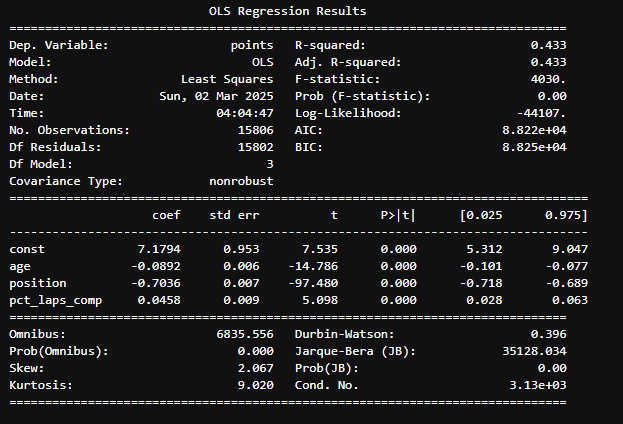 OLS Regression Results
==============================================================================
Dep. Variable: points R-squared: 0.433
Model: OLS Adj. R-squared: 0.433
Method: Least Squares F-statistic: 4030.
Date: Sun, 02 Mar 2025 Prob (F-statistic): 0.00
Time: 04:04:47 Log-Likelihood: -44107.
No. Observations: 15806 AIC: 8.822e+04
Df Residuals: 15802 BIC: 8.825e+04
Df Model: 3
Covariance Type: nonrobust
=================================================================================
coef std err t P>|t| [0.025 0.975]
---------------------------------------------------------------------------------
const 7.1794 0.953 7.535 0.000 5.312 9.047
age -0.0892 0.006 -14.786 0.000 -0.101 -0.077
position -0.7036 0.007 -97.480 0.000 -0.718 -0.689
pct_laps_comp 0.0458 0.009 5.098 0.000 0.028 0.063
==============================================================================
Omnibus: 6835.556 Durbin-Watson: 0.396
Prob(Omnibus): 0.000 Jarque-Bera (JB): 35128.034
Skew: 2.067 Prob(JB): 0.00
Kurtosis: 9.020 Cond. No. 3.13e+03
==============================================================================